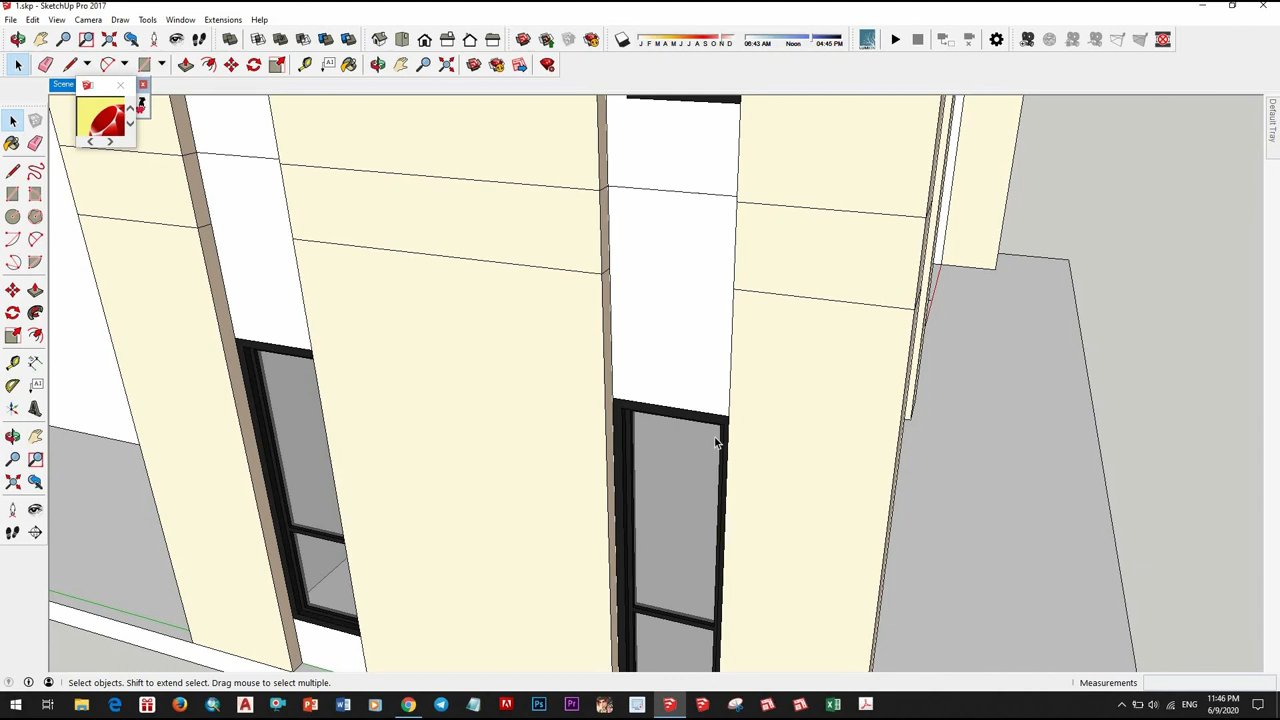 1.skp - SketchUp Pro 2017
File Edit View Camera Draw Tools Window Extensions Help
J F M A M J J A S O N D 06:43 AM Noon 04:45 PM
Scene
Default Tray
Select objects. Shift to extend select. Drag mouse to select multiple.
Measurements
ENG
11:46 PM
6/9/2020